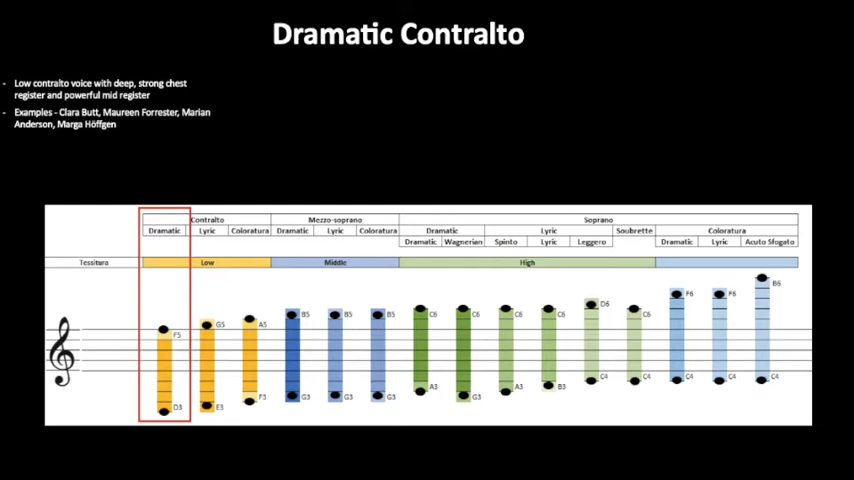 Dramatic Contralto
- Low contralto voice with deep, strong chest
register and powerful mid register
- Examples - Clara Butt, Maureen Forrester, Marian
Anderson, Marga Höffgen
Contralto Mezzo-soprano Soprano
Dramatic Lyric Coloratura Dramatic Lyric Coloratura Dramatic Lyric Soubrette Coloratura
Dramatic Wagnerian Spinto Lyric Leggero Dramatic Lyric Acuto Sfogato
Tessitura Low Middle High
B6
F6 F6
D6
B5 B5 B5 C6 C6 C6 C6 C6
F5 G5 A5
C4 C4 C4 C4 C4
A3 A3 B3
G3 G3 G3 G3
D3 E3 F3